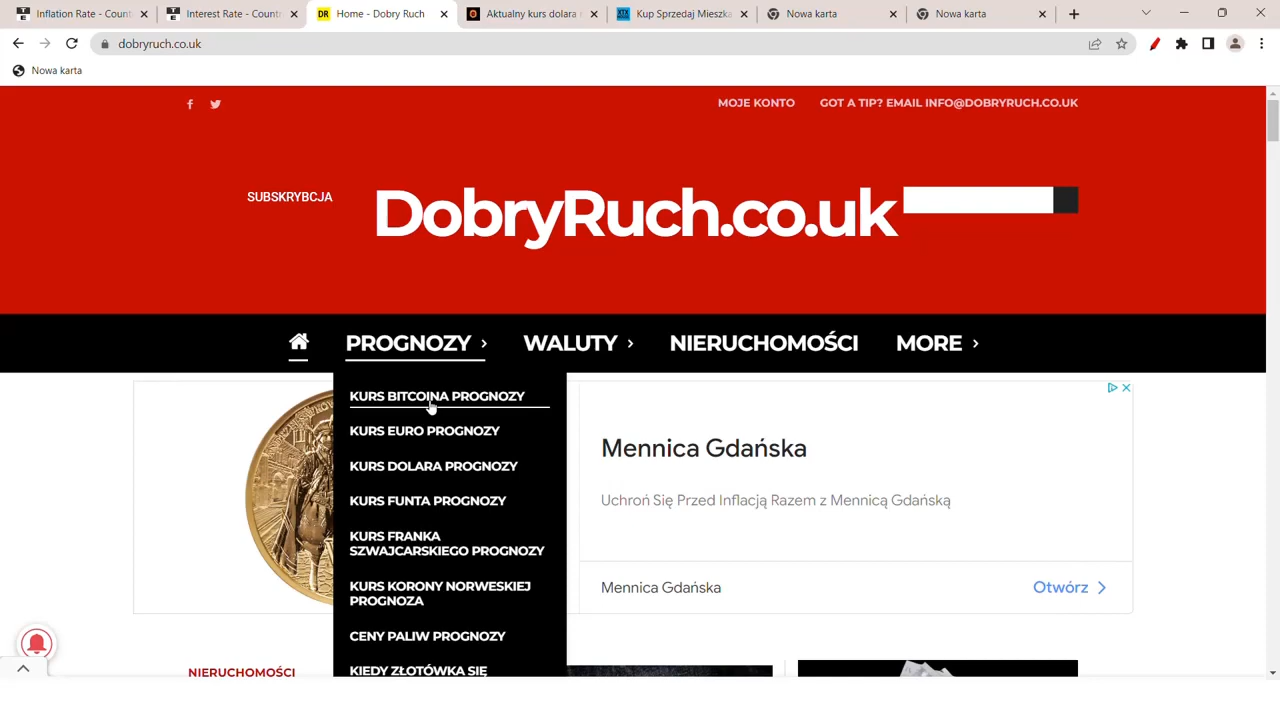 Inflation Rate - Count
Interest Rate - Countr
DR Home - Dobry Ruch
Aktualny kurs dolara
Kup Sprzedaj Mieszka
Nowa karta
Nowa karta
dobryruch.co.uk
Nowa karta
MOJE KONTO
GOT A TIP? EMAIL INFO@DOBRYRUCH.CO.UK
SUBSKRYBCJA
DobryRuch.co.uk
PROGNOZY
WALUTY
NIERUCHOMOŚCI
MORE
KURS BITCOINA PROGNOZY
KURS EURO PROGNOZY
KURS DOLARA PROGNOZY
KURS FUNTA PROGNOZY
KURS FRANKA
SZWAJCARSKIEGO PROGNOZY
KURS KORONY NORWESKIEJ
PROGNOZA
CENY PALIW PROGNOZY
KIEDY ZŁOTÓWKA SIĘ
Mennica Gdańska
Uchroń Się Przed Inflacją Razem z Mennicą Gdańską
Mennica Gdańska
Otwórz
NIERUCHOMOŚCI